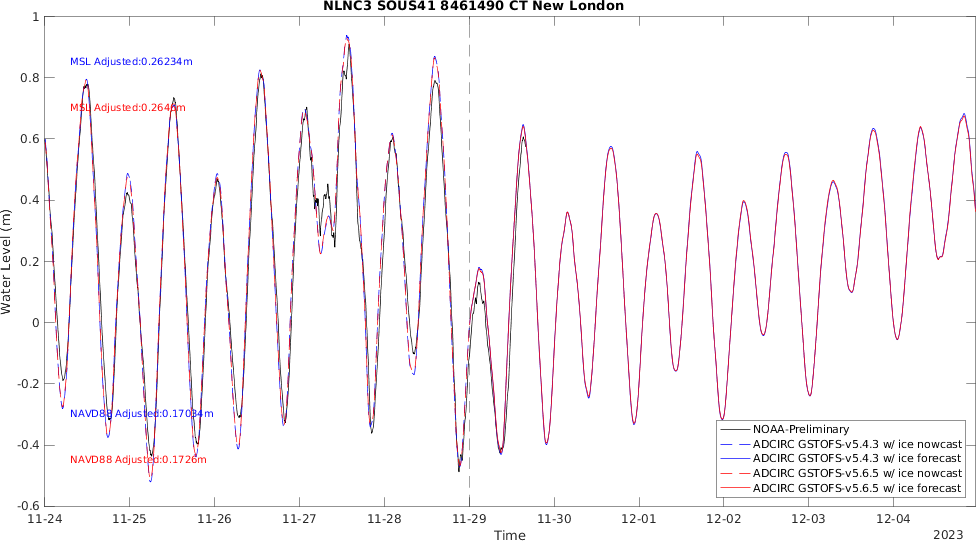 NLNC3 SOUS41 8461490 CT New London
1
0.8
0.6
0.4
0.2
0
-0.2
-0.4
-0.6
Water Level (m)
MSL Adjusted:0.26234m
MSL Adjusted:0.2646m
NAVD88 Adjusted:0.17034m
NAVD88 Adjusted:0.1726m
NOAA-Preliminary
ADCIRC GSTOFS-v5.4.3 w/ ice nowcast
ADCIRC GSTOFS-v5.4.3 w/ ice forecast
ADCIRC GSTOFS-v5.6.5 w/ ice nowcast
ADCIRC GSTOFS-v5.6.5 w/ ice forecast
11-24 11-25 11-26 11-27 11-28 11-29 11-30 12-01 12-02 12-03 12-04
Time
2023